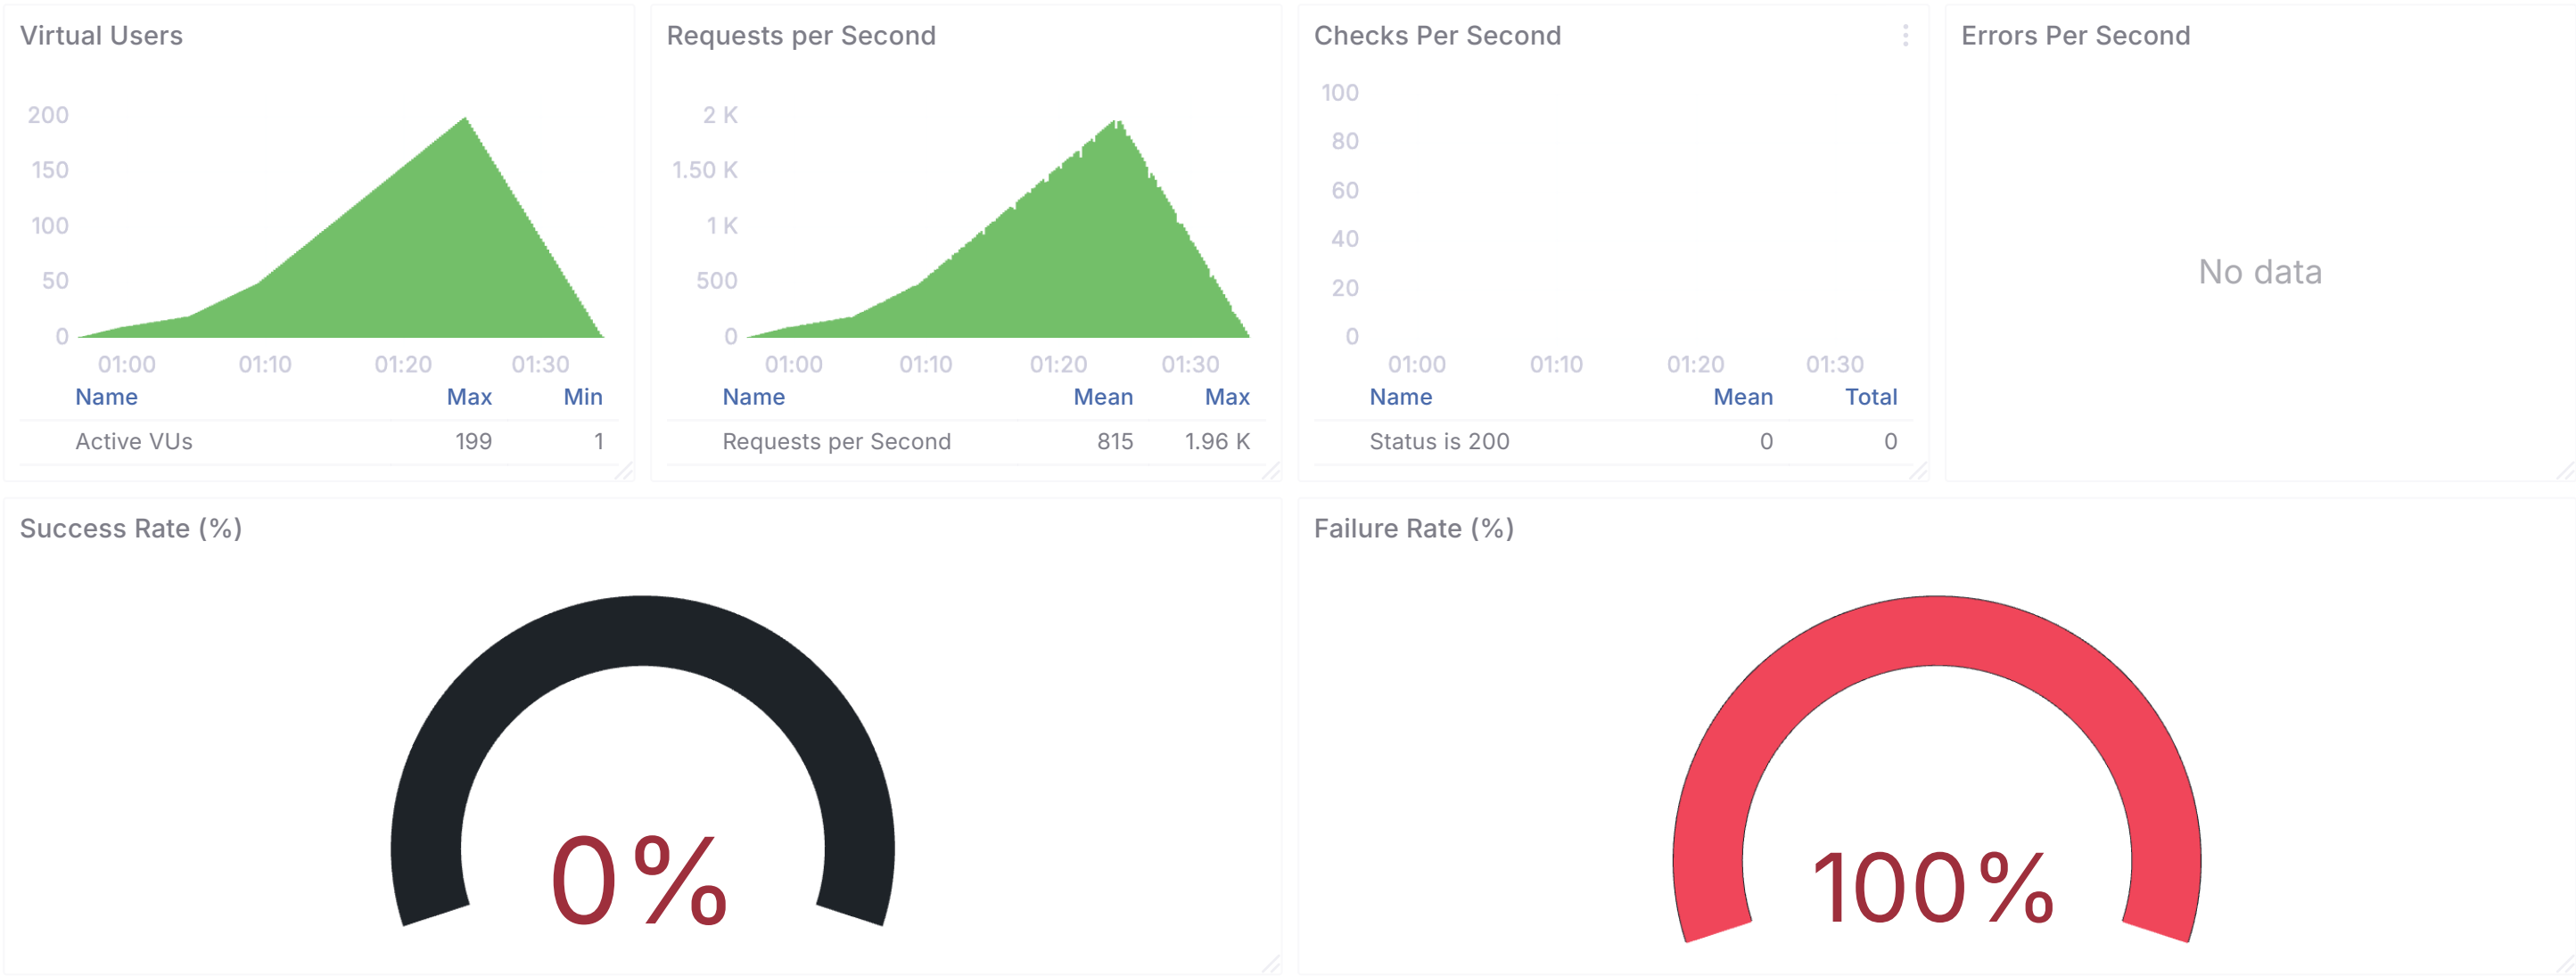 Virtual Users
200
150
100
50
0
01:00 01:10 01:20 01:30
Name Max Min
Active VUs 199 1
Requests per Second
2 K
1.50 K
1 K
500
0
01:00 01:10 01:20 01:30
Name Mean Max
Requests per Second 815 1.96 K
Checks Per Second
100
80
60
40
20
0
01:00 01:10 01:20 01:30
Name Mean Total
Status is 200 0 0
Errors Per Second
No data
Success Rate (%)
0%
Failure Rate (%)
100%